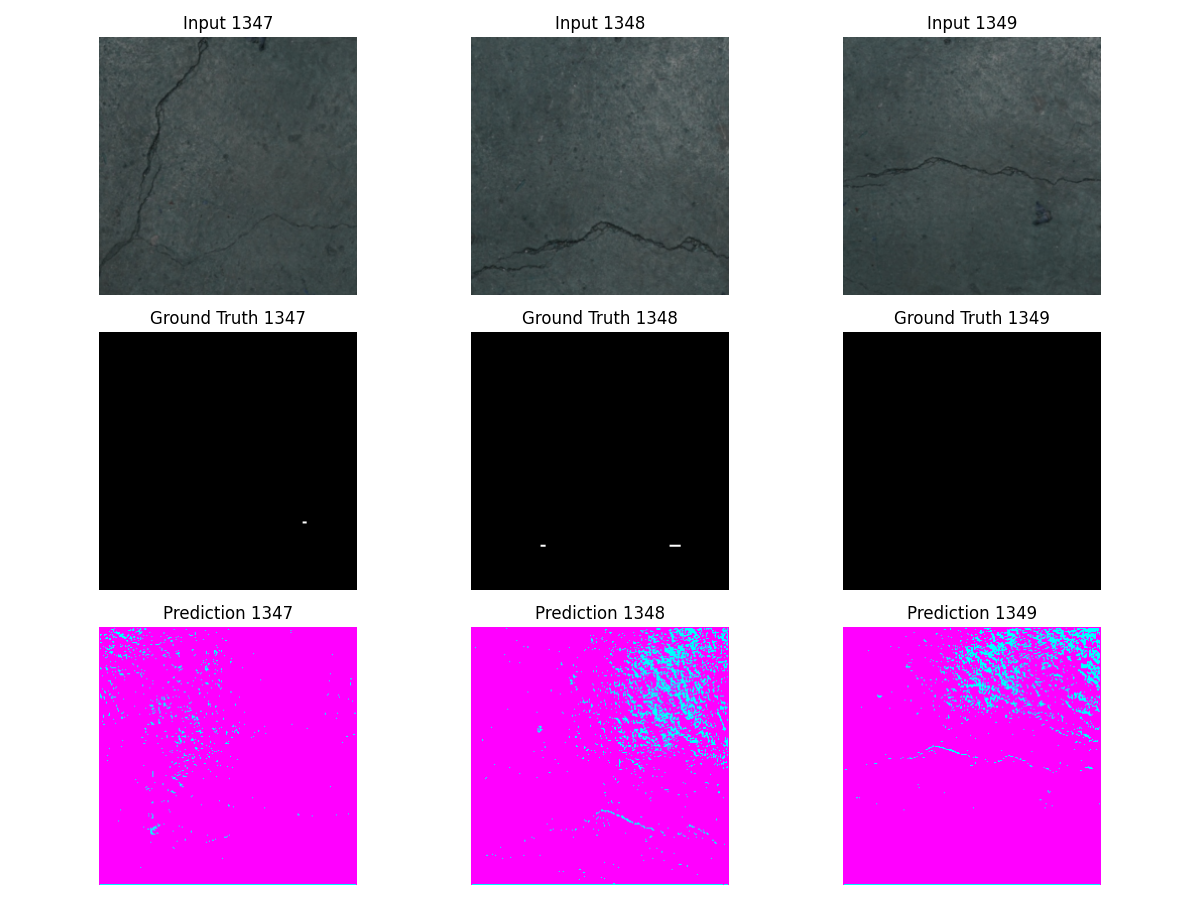 Input 1347
Input 1348
Input 1349
Ground Truth 1347
Ground Truth 1348
Ground Truth 1349
Prediction 1347
Prediction 1348
Prediction 1349